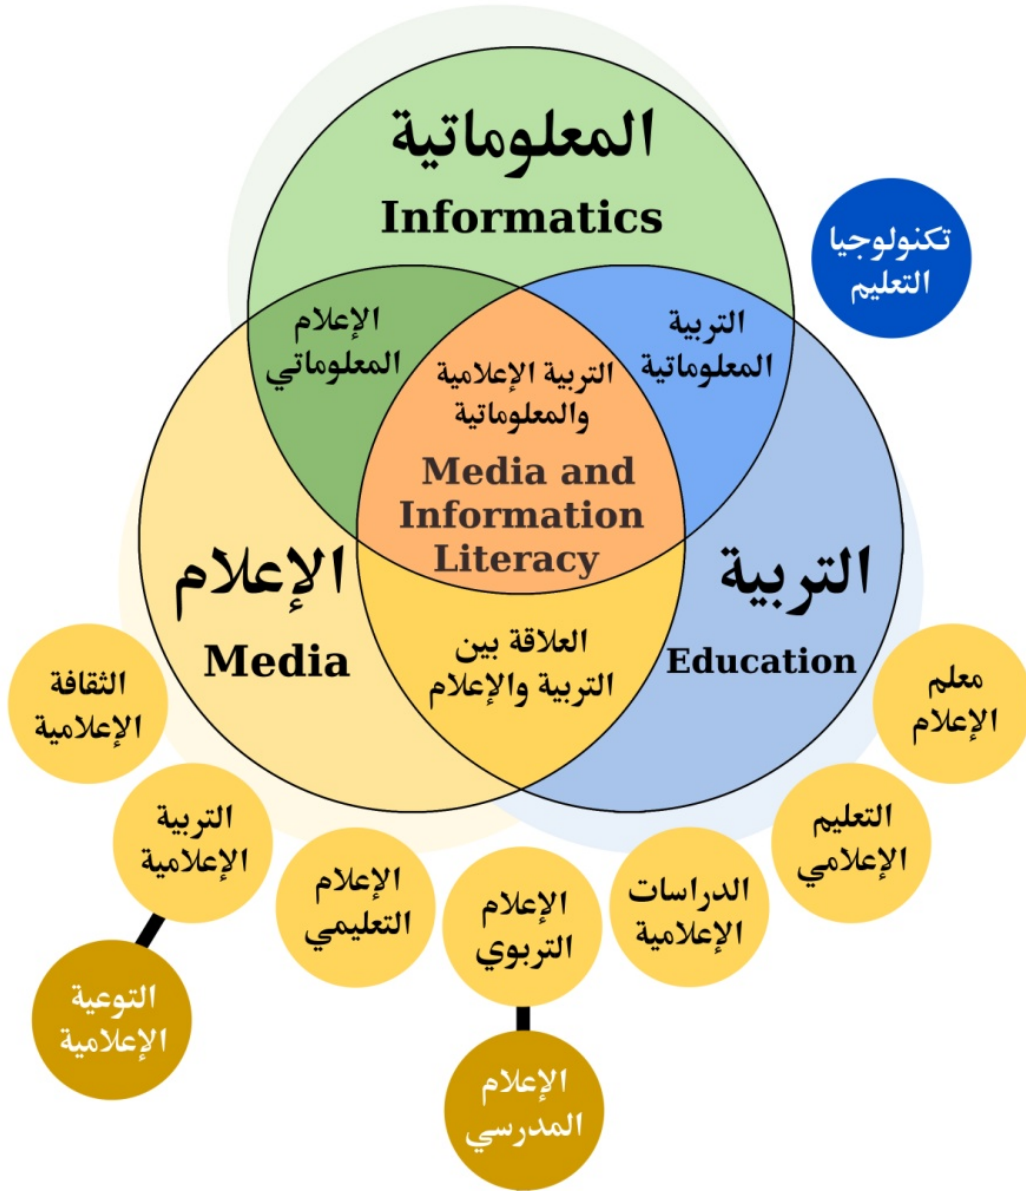 المعلوماتية
Informatics
تكنولوجيا
التعليم
الإعلام
المعلوماتي
التربية
المعلوماتية
التربية الإعلامية
والمعلوماتية
Media and
Information
Literacy
الإعلام
Media
التربية
Education
العلاقة بين
التربية والإعلام
الثقافة
الإعلامية
التربية
الإعلامية
الإعلام
التعليمي
الإعلام
التربوي
الدراسات
الإعلامية
التعليم
الإعلامي
معلم
الإعلام
التوعية
الإعلامية
الإعلام
المدرسي